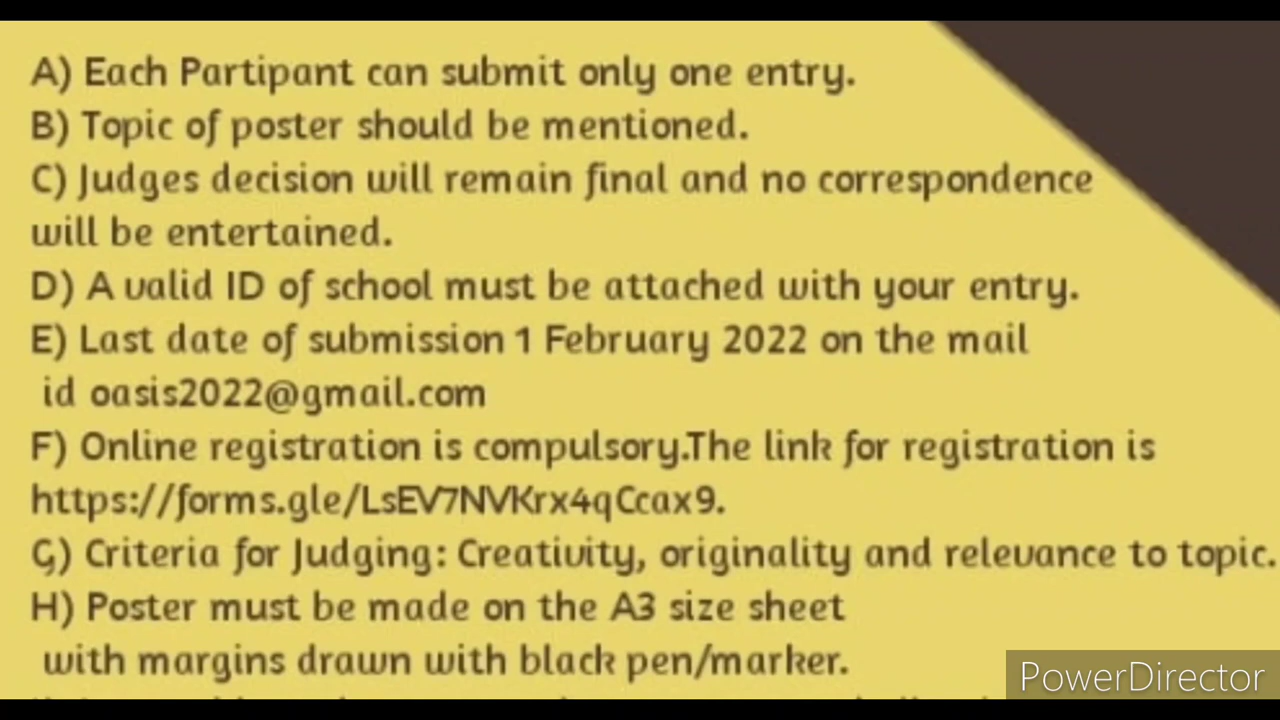 A) Each Partipant can submit only one entry.
B) Topic of poster should be mentioned.
C) Judges decision will remain final and no correspondence
will be entertained.
D) A valid ID of school must be attached with your entry.
E) Last date of submission 1 February 2022 on the mail
id oasis2022@gmail.com
F) Online registration is compulsory.The link for registration is
https://forms.gle/LsEV7NVKrx4qCcax9.
G) Criteria for Judging: Creativity, originality and relevance to topic.
H) Poster must be made on the A3 size sheet
with margins drawn with black pen/marker.
PowerDirector